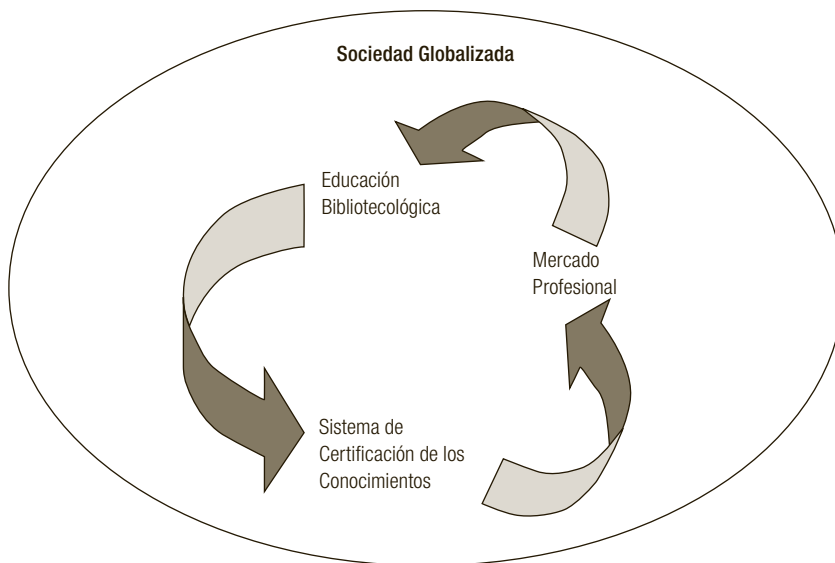 Sociedad Globalizada
Educación
Bibliotecológica
Mercado
Profesional
Sistema de
Certificación de los
Conocimientos